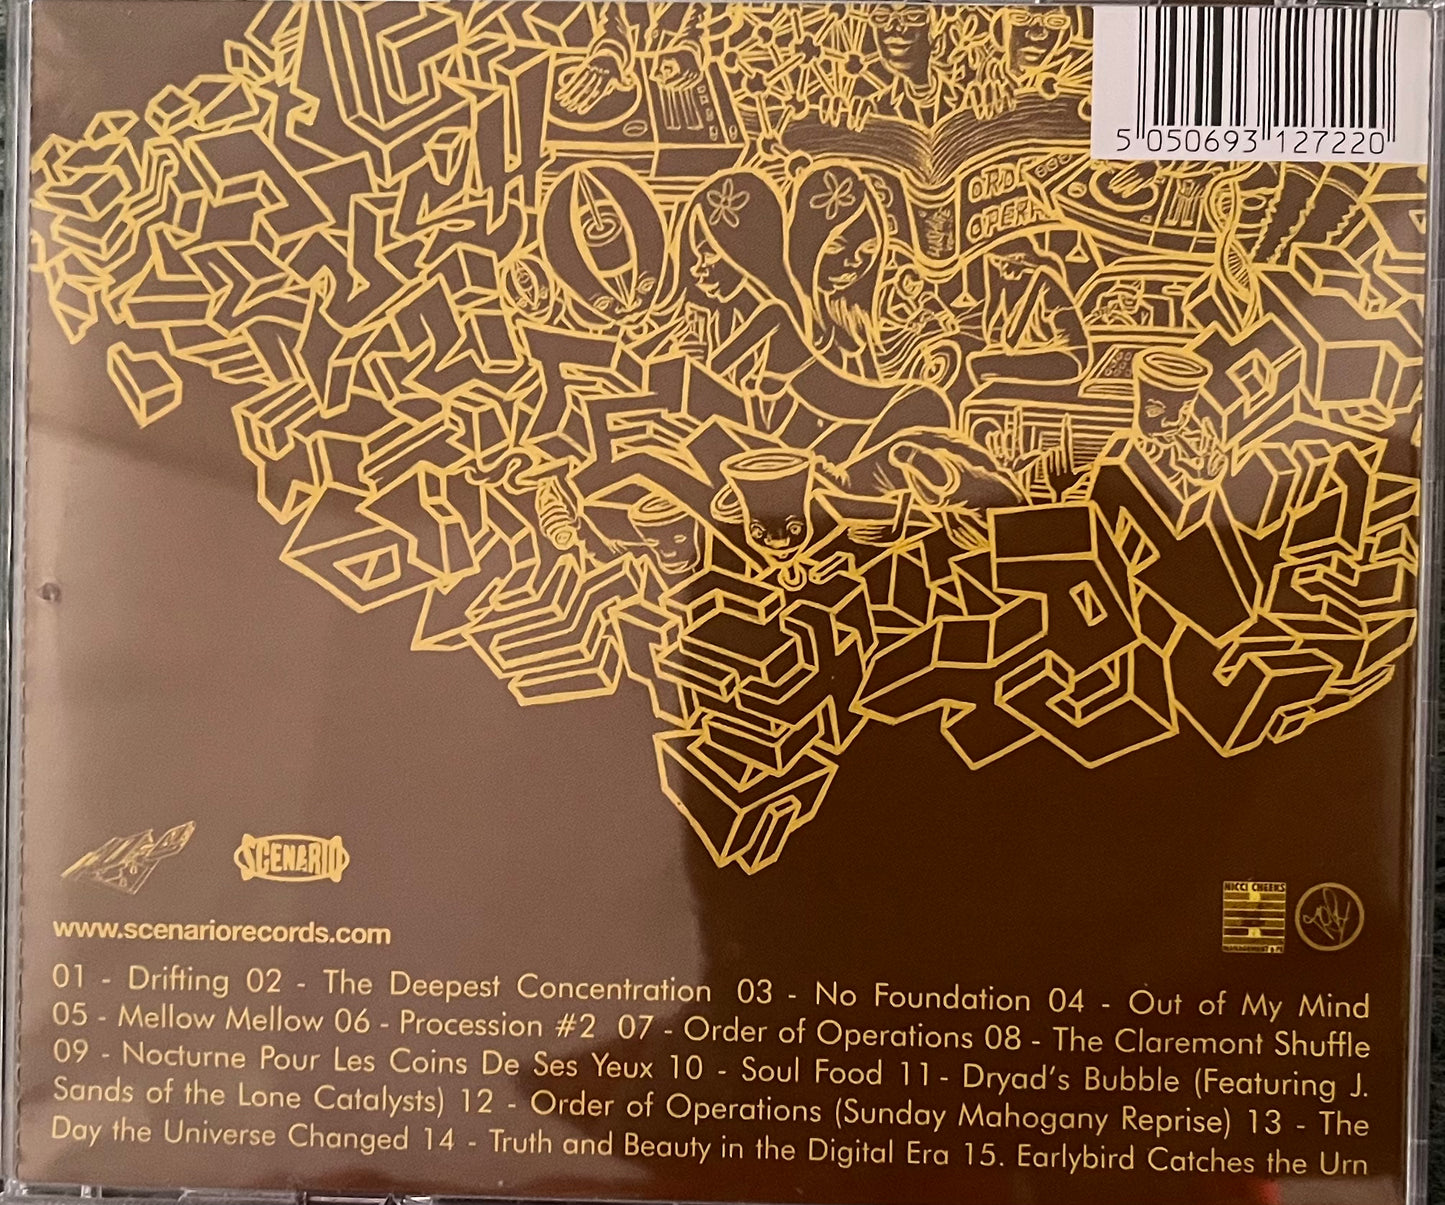 5 050693 127220
ORD
OPERA
SCENARIO
NICCI CHEEKS
www.scenariorecords.com
01 - Drifting 02 - The Deepest Concentration 03 - No Foundation 04 - Out of My Mind
05 - Mellow Mellow 06 - Procession #2 07 - Order of Operations 08 - The Claremont Shuffle
09 - Nocturne Pour Les Coins De Ses Yeux 10 - Soul Food 11- Dryad's Bubble (Featuring J.
Sands of the Lone Catalysts) 12 - Order of Operations (Sunday Mahogany Reprise) 13 - The
Day the Universe Changed 14 - Truth and Beauty in the Digital Era 15. Earlybird Catches the Urn